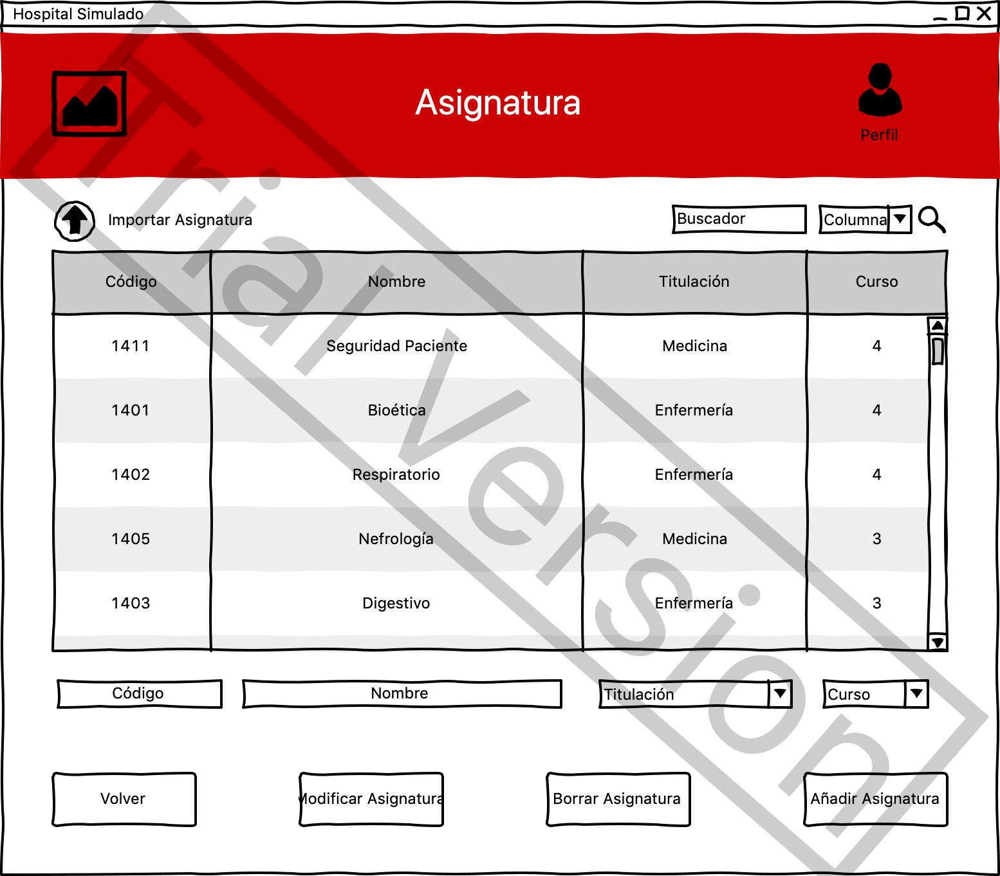 Hospital Simulado
Asignatura
Perfil
Importar Asignatura
Buscador
Columna
Código Nombre Titulación Curso
1411 Seguridad Paciente Medicina 4
1401 Bioética Enfermería 4
1402 Respiratorio Enfermería 4
1405 Nefrología Medicina 3
1403 Digestivo Enfermería 3
Código Nombre Titulación Curso
Volver Modificar Asignatura Borrar Asignatura Añadir Asignatura
Trial Version